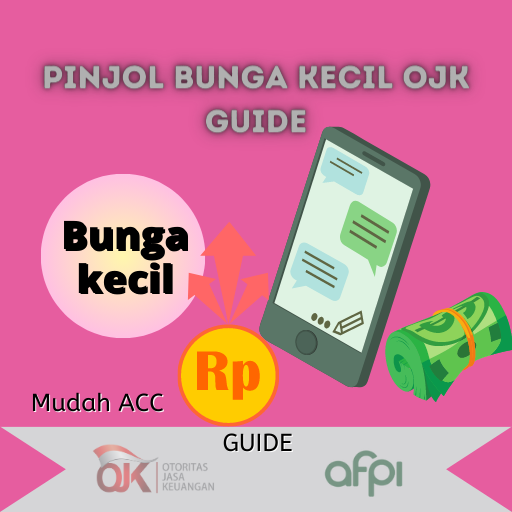 PINJOL BUNGA KECIL OJK
GUIDE
Bunga
kecil
Rp
Mudah ACC
GUIDE
OJK
OTORITAS
JASA
KEUANGAN
afpi